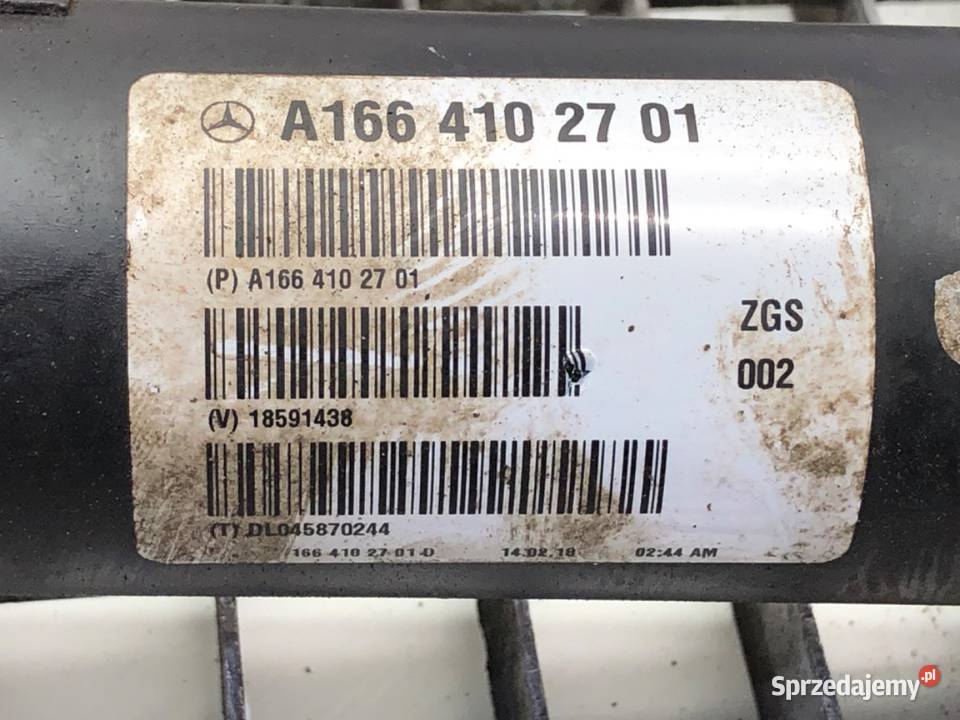 A166 410 27 01
(P) A166 410 27 01
ZGS
002
(V) 18591438
(T) DL045870244
166 410 27 01-D 14.02.18 02:44 AM
Sprzedajemy.pl